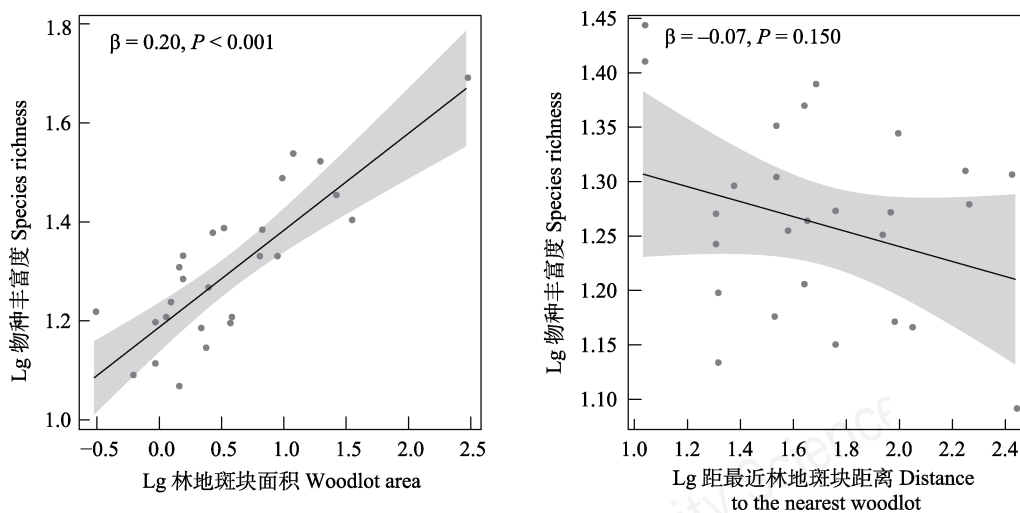 β = 0.20, P < 0.001
Lg 物种丰富度 Species richness
1.8
1.6
1.4
1.2
1.0
−0.5 0.0 0.5 1.0 1.5 2.0 2.5
Lg 林地斑块面积 Woodlot area
β = –0.07, P = 0.150
Lg 物种丰富度 Species richness
1.45
1.40
1.35
1.30
1.25
1.20
1.15
1.10
1.0 1.2 1.4 1.6 1.8 2.0 2.2 2.4
Lg 距最近林地斑块距离 Distance
to the nearest woodlot